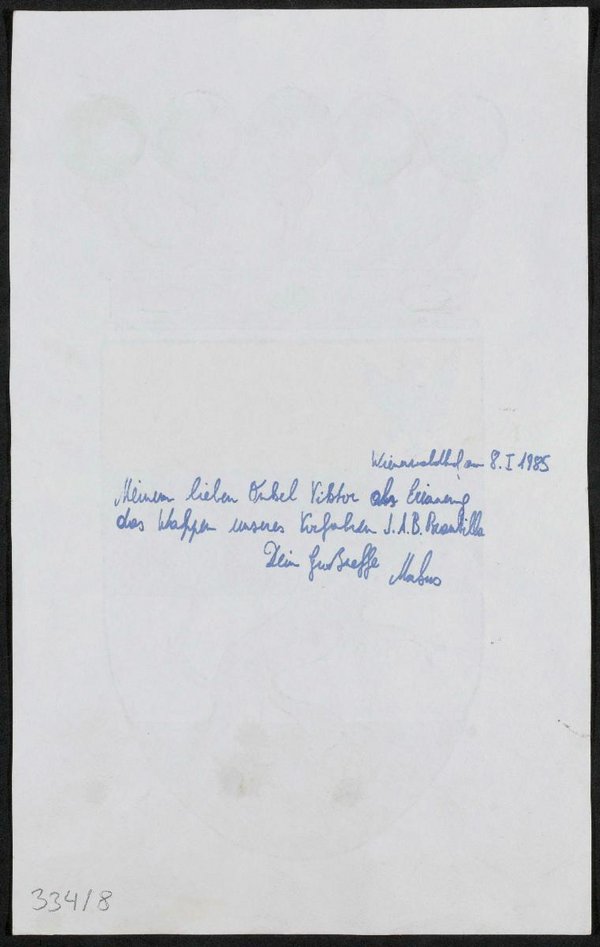 Wienerwaldhof am 8. I 1985
Meinem lieben Onkel Viktor als Erinnerung
das Wappen unseres Vorfahren J.A.B.
Dein Großneffe Markus
334/8